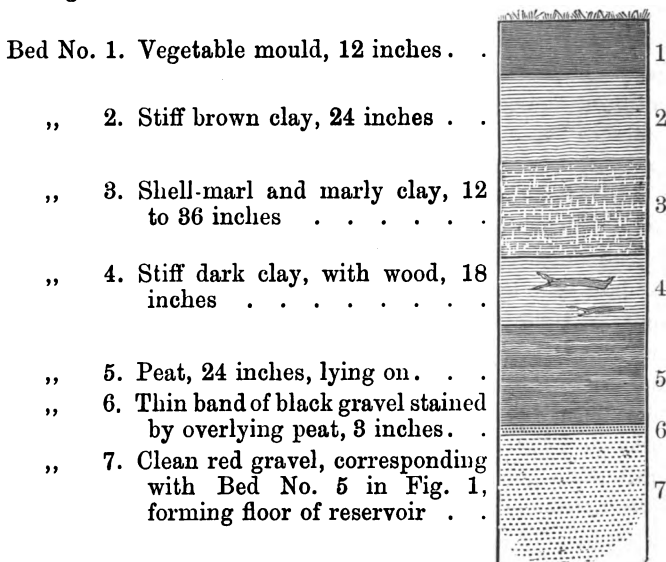 Bed No. 1. Vegetable mould, 12 inches . . 1
,, 2. Stiff brown clay, 24 inches . . 2
,, 3. Shell-marl and marly clay, 12
to 36 inches . . . . . . 3
,, 4. Stiff dark clay, with wood, 18
inches . . . . . . . . 4
,, 5. Peat, 24 inches, lying on . . . 5
,, 6. Thin band of black gravel stained
by overlying peat, 3 inches . . 6
,, 7. Clean red gravel, corresponding
with Bed No. 5 in Fig. 1, 7
forming floor of reservoir . .